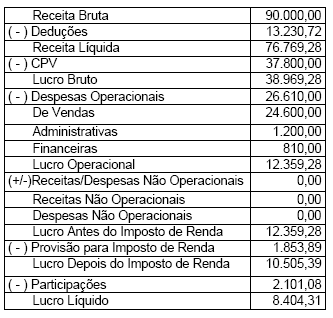 Receita Bruta 90.000,00
( - ) Deduções 13.230,72
Receita Líquida 76.769,28
( - ) CPV 37.800,00
Lucro Bruto 38.969,28
( - ) Despesas Operacionais 26.610,00
De Vendas 24.600,00
Administrativas 1.200,00
Financeiras 810,00
Lucro Operacional 12.359,28
(+/-)Receitas/Despesas Não Operacionais 0,00
Receitas Não Operacionais 0,00
Despesas Não Operacionais 0,00
Lucro Antes do Imposto de Renda 12.359,28
( - ) Provisão para Imposto de Renda 1.853,89
Lucro Depois do Imposto de Renda 10.505,39
( - ) Participações 2.101,08
Lucro Líquido 8.404,31